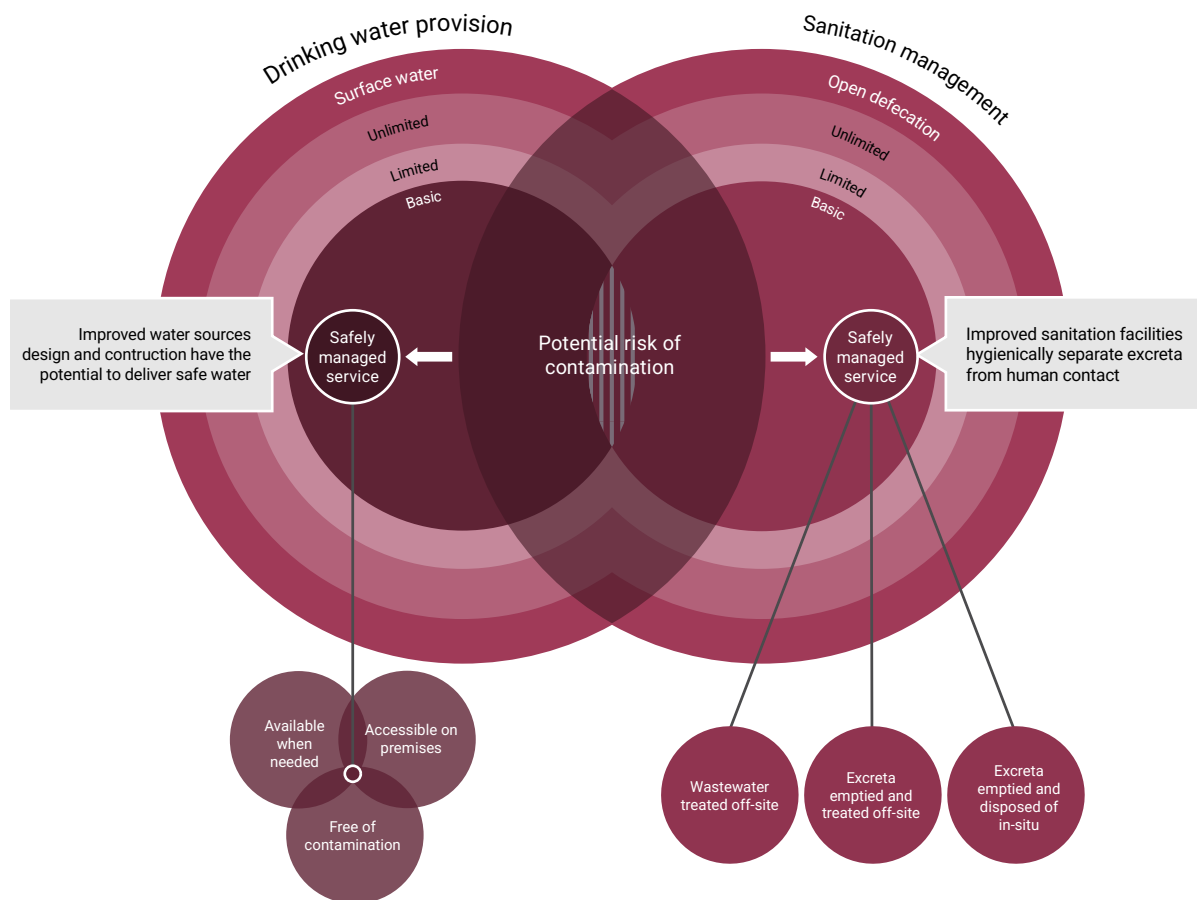 Drinking water provision
Sanitation management
Surface water
Unlimited
Limited
Basic
Open defecation
Unlimited
Limited
Basic
Improved water sources
design and contruction have the
potential to deliver safe water
Safely
managed
service
Potential risk of
contamination
Safely
managed
service
Improved sanitation facilities
hygienically separate excreta
from human contact
Available
when
needed
Accessible on
premises
Free of
contamination
Wastewater
treated off-site
Excreta
emptied and
treated off-site
Excreta
emptied and
disposed of
in-situ